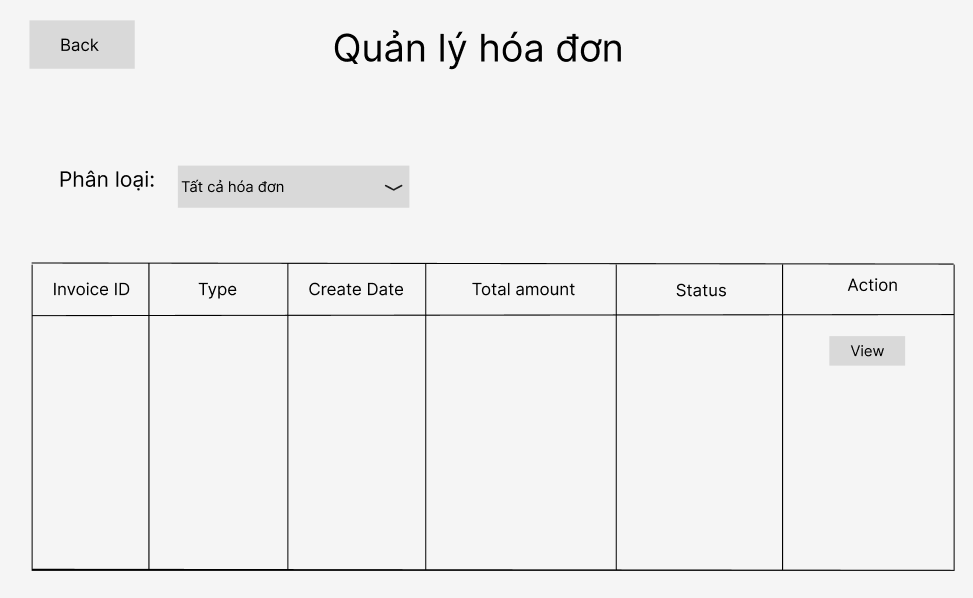 Back
Quản lý hóa đơn
Phân loại:
Tất cả hóa đơn
Invoice ID
Type
Create Date
Total amount
Status
Action
View